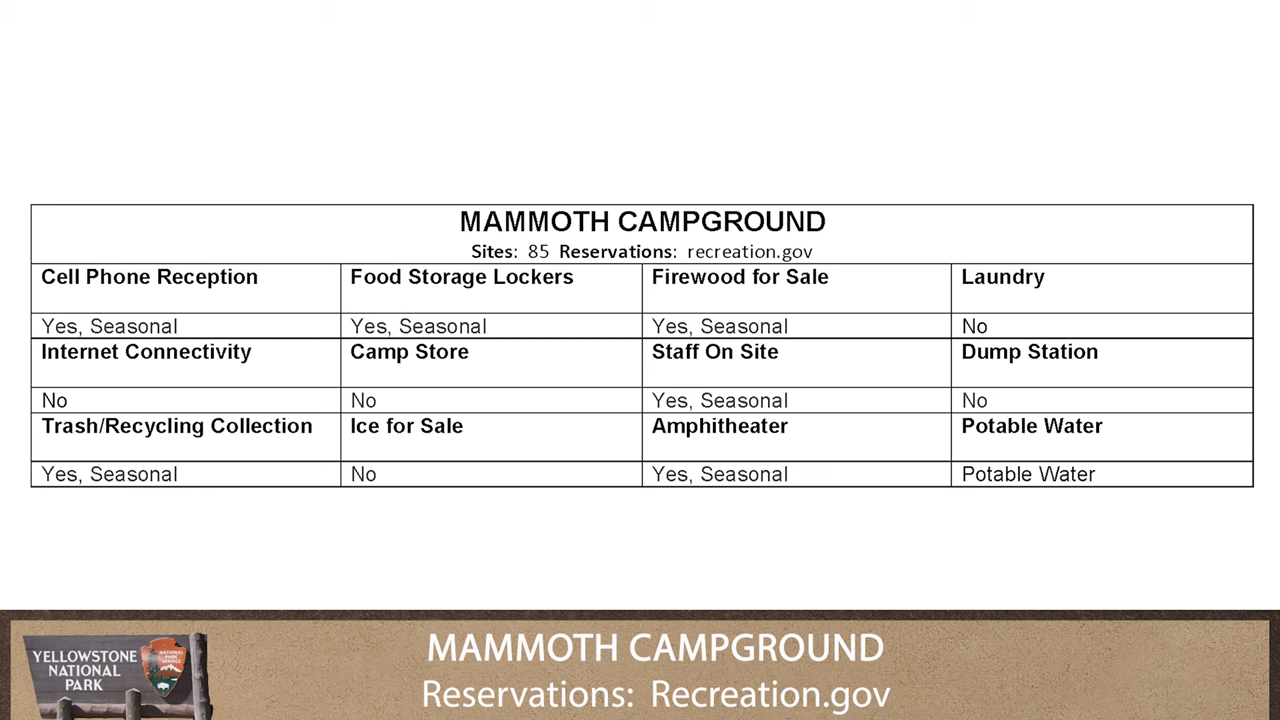 MAMMOTH CAMPGROUND
Sites: 85 Reservations: recreation.gov
Cell Phone Reception Food Storage Lockers Firewood for Sale Laundry
Yes, Seasonal Yes, Seasonal Yes, Seasonal No
Internet Connectivity Camp Store Staff On Site Dump Station
No No Yes, Seasonal No
Trash/Recycling Collection Ice for Sale Amphitheater Potable Water
Yes, Seasonal No Yes, Seasonal Potable Water
YELLOWSTONE
NATIONAL
PARK
NATIONAL
PARK
SERVICE
MAMMOTH CAMPGROUND
Reservations: Recreation.gov